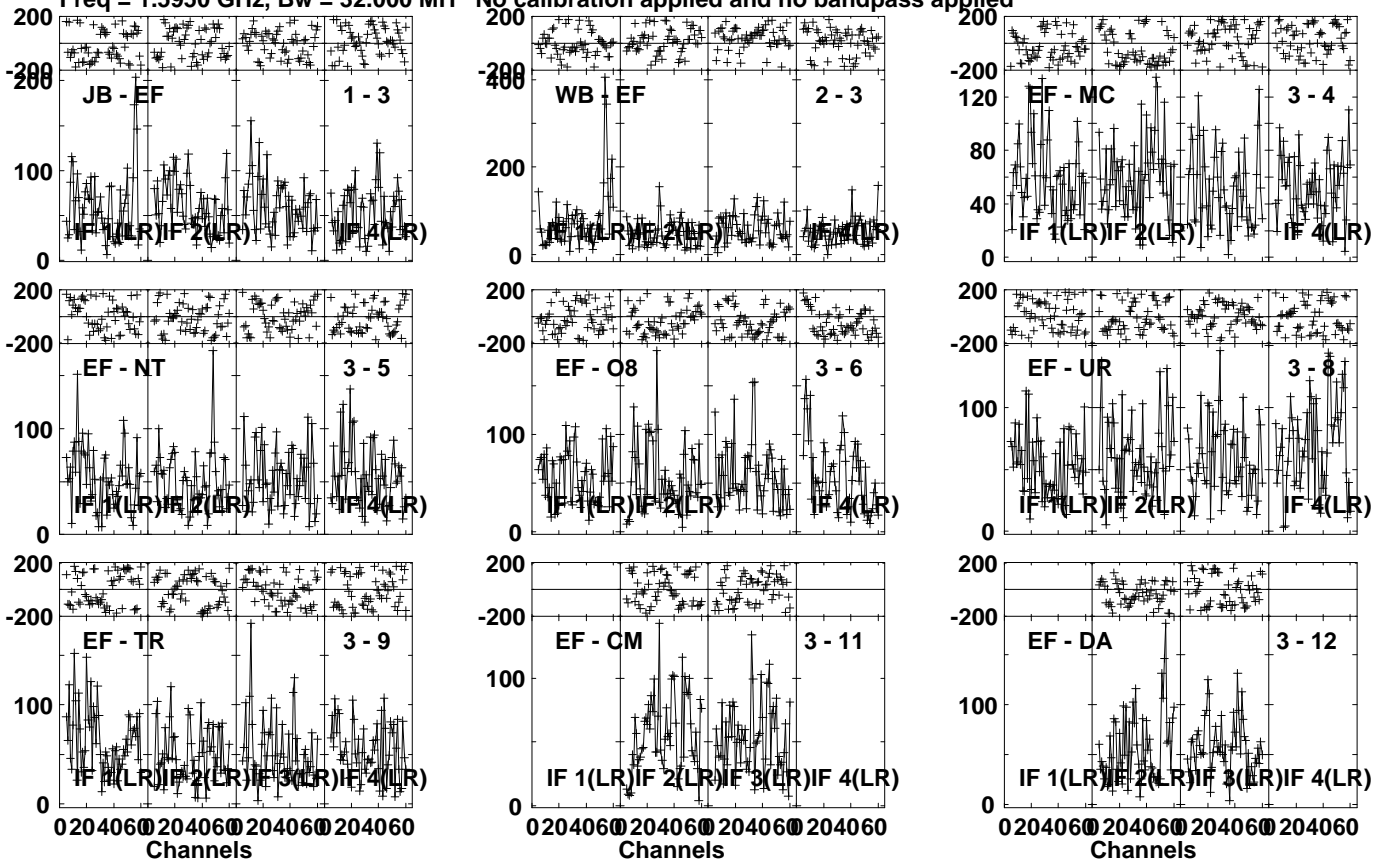 Freq = 1.5950 GHz, Bw = 32.000 MH No calibration applied and no bandpass applied
200 200 200
-200 -200 -200
JB - EF 1 - 3 WB - EF 2 - 3 EF - MC 3 - 4
200 400 120
100 200 80
40
0 0 0
IF 1(LR) IF 2(LR) IF 4(LR) IF 1(LR) IF 2(LR) IF 4(LR) IF 1(LR) IF 2(LR) IF 4(LR)
200 200 200
-200 -200 -200
EF - NT 3 - 5 EF - O8 3 - 6 EF - UR 3 - 8
100 100 100
IF 1(LR) IF 2(LR) IF 4(LR) IF 1(LR) IF 2(LR) IF 4(LR) IF 1(LR) IF 2(LR) IF 4(LR)
0 0 0
200 200 200
-200 -200 -200
EF - TR 3 - 9 EF - CM 3 - 11 EF - DA 3 - 12
100 100 100
IF 1(LR) IF 2(LR) IF 3(LR) IF 4(LR) IF 1(LR) IF 2(LR) IF 3(LR) IF 4(LR) IF 1(LR) IF 2(LR) IF 3(LR) IF 4(LR)
0 0 0
0 20 40 60 0 20 40 60 0 20 40 60 0 20 40 60 0 20 40 60 0 20 40 60 0 20 40 60 0 20 40 60 0 20 40 60 0 20 40 60 0 20 40 60 0 20 40 60
Channels Channels Channels